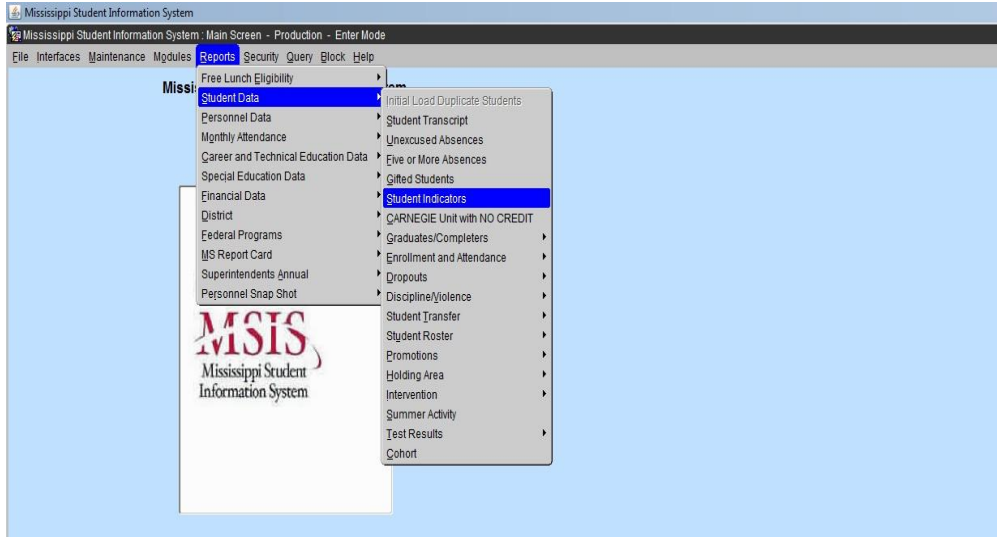 Mississippi Student Information System
Mississippi Student Information System : Main Screen - Production - Enter Mode
File Interfaces Maintenance Modules Reports Security Query Block Help
Free Lunch Eligibility
Student Data
Personnel Data
Monthly Attendance
Career and Technical Education Data
Special Education Data
Financial Data
District
Federal Programs
MS Report Card
Superintendents Annual
Personnel Snap Shot
Initial Load Duplicate Students
Student Transcript
Unexcused Absences
Five or More Absences
Gifted Students
Student Indicators
CARNEGIE Unit with NO CREDIT
Graduates/Completers
Enrollment and Attendance
Dropouts
Discipline/Violence
Student Transfer
Student Roster
Promotions
Holding Area
Intervention
Summer Activity
Test Results
Cohort
MSIS
Mississippi Student
Information System